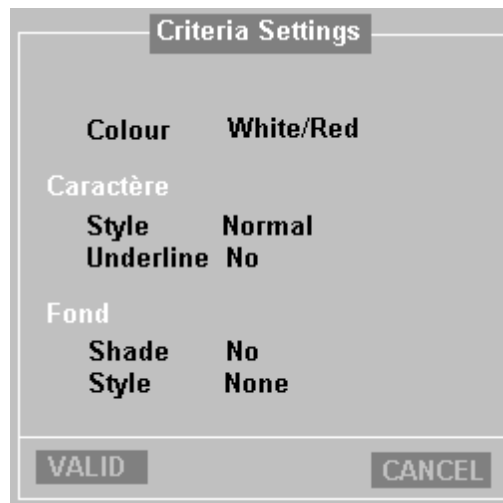 Criteria Settings
Colour White/Red
Caractère
Style Normal
Underline No
Fond
Shade No
Style None
VALID CANCEL